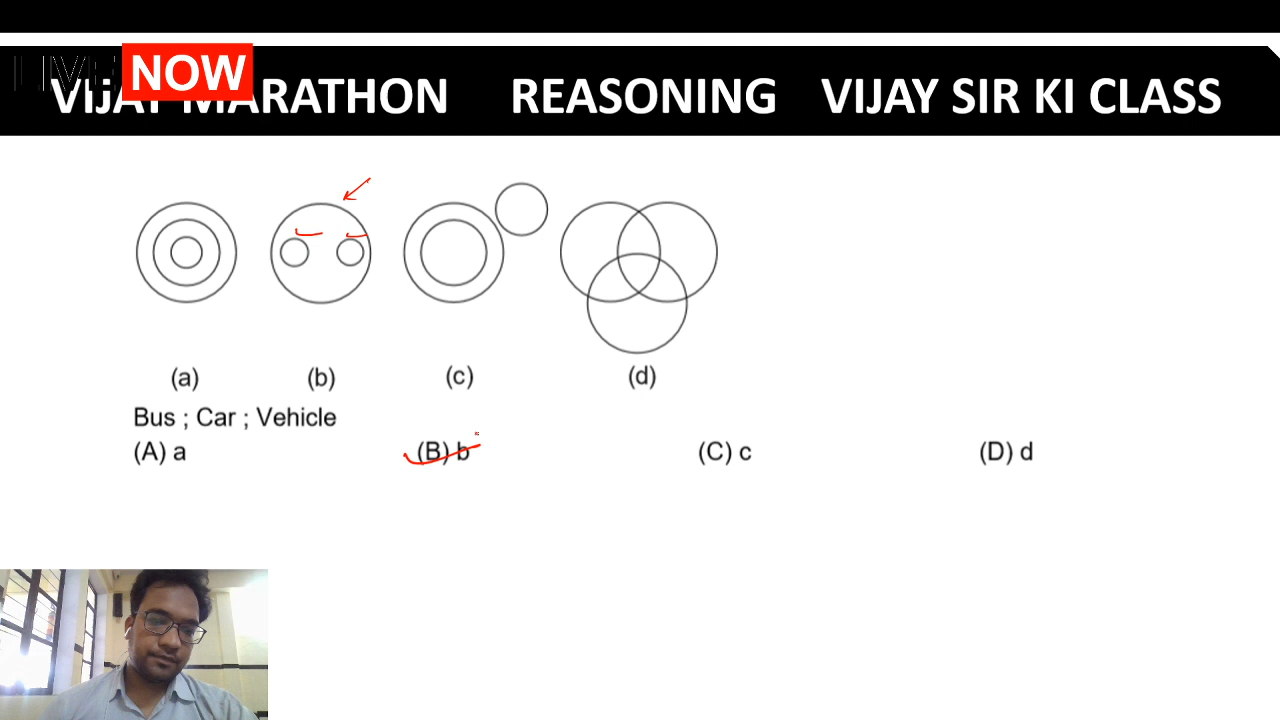 LIVE NOW
VIJAY MARATHON REASONING VIJAY SIR KI CLASS
(a) (b) (c) (d)
Bus ; Car ; Vehicle
(A) a (B) b (C) c (D) d